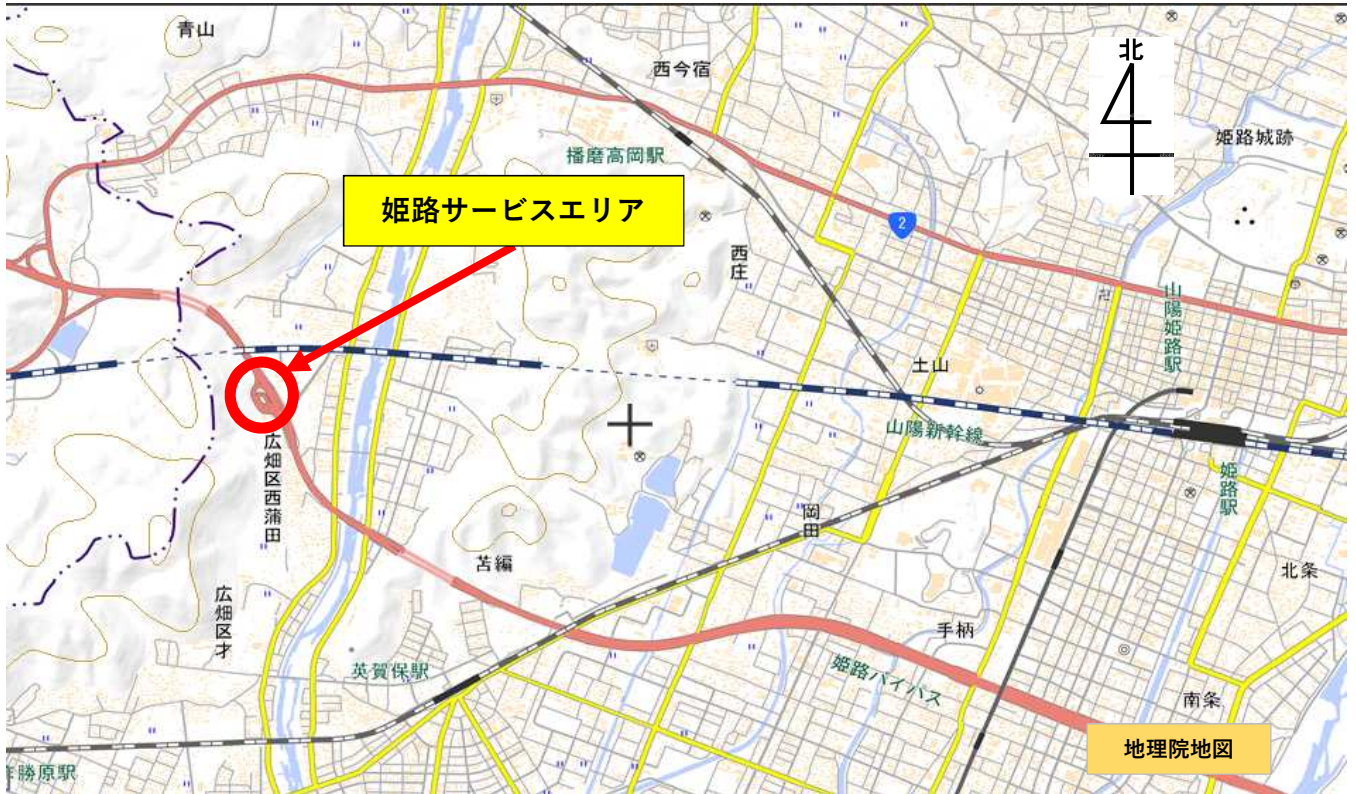 青山
西今宿
北
姫路城跡
播磨高岡駅
姫路サービスエリア
2
西庄
山陽姫路駅
土山
山陽新幹線
広畑区西蒲田
岡田
姫路駅
苫編
北条
広畑区才
手柄
英賀保駅
姫路バイパス
南条
地理院地図
勝原駅